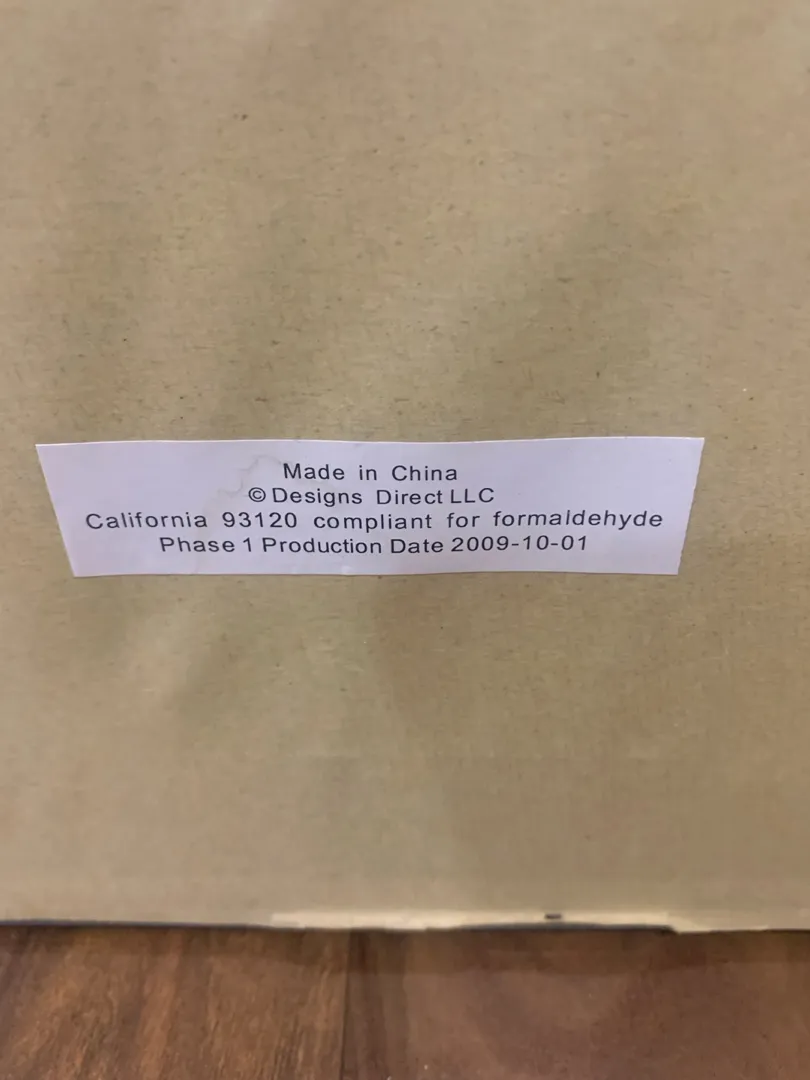 Made in China
© Designs Direct LLC
California 93120 compliant for formaldehyde
Phase 1 Production Date 2009-10-01